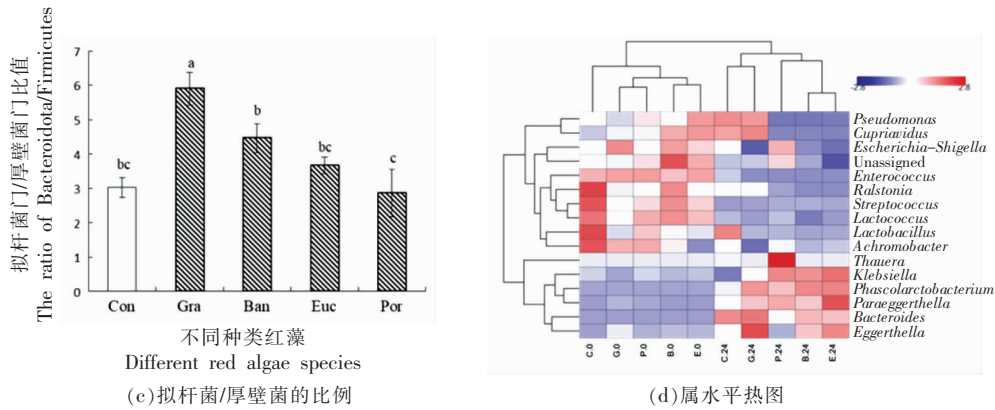 拟杆菌门/厚壁菌门比值
The ratio of Bacteroidota/Firmicutes
7
6
5
4
3
2
1
0
bc
a
b
bc
c
Con Gra Ban Euc Por
不同种类红藻
Different red algae species
(c)拟杆菌/厚壁菌的比例
-2.8 2.8
Pseudomonas
Cupriavidus
Escherichia-Shigella
Unassigned
Enterococcus
Ralstonia
Streptococcus
Lactococcus
Lactobacillus
Achromobacter
Thauera
Klebsiella
Phascolarctobacterium
Paraeggerthella
Bacteroides
Eggerthella
C.0 G.0 P.0 B.0 E.0 C.24 G.24 P.24 B.24 E.24
(d)属水平热图